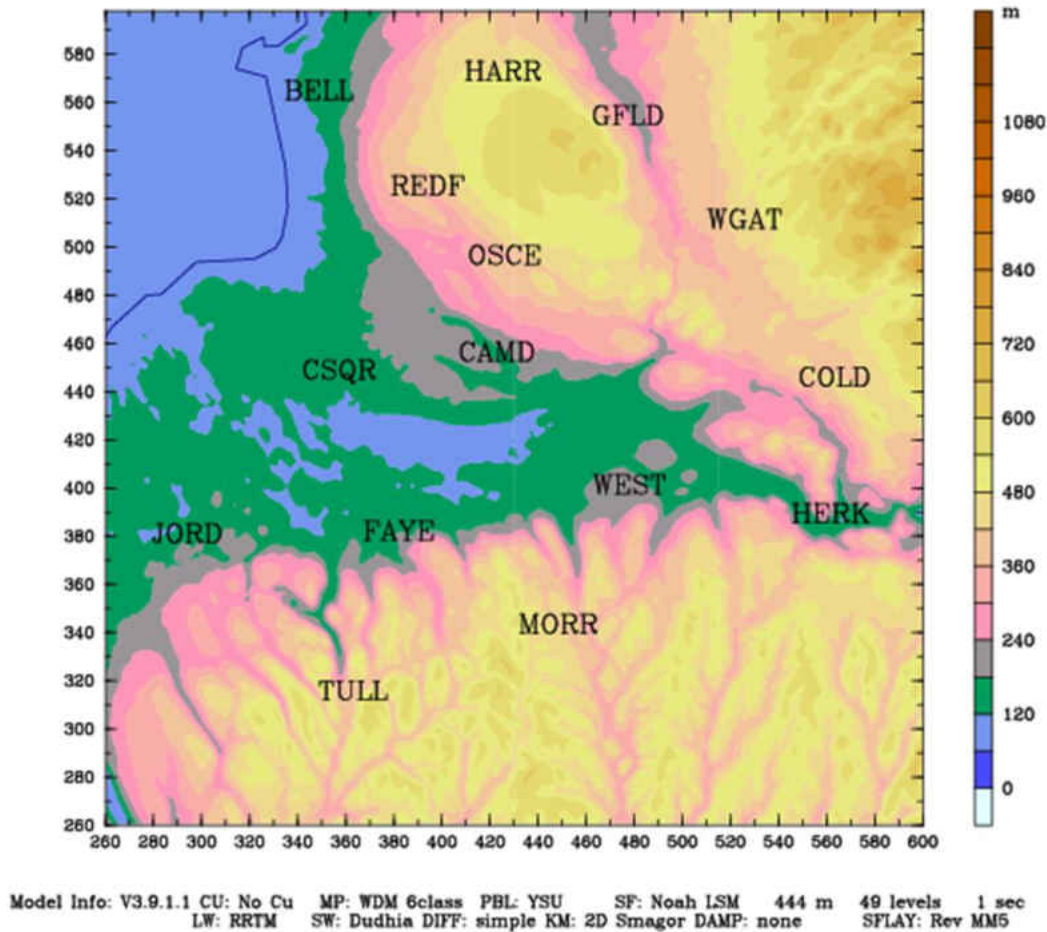 m
580
560
540
520
500
480
460
440
420
400
380
360
340
320
300
280
260
260 280 300 320 340 360 380 400 420 440 460 480 500 520 540 560 580 600
1080
960
840
720
600
480
360
240
120
0
HARR
BELL
GFLD
REDF
WGAT
OSCE
CAMD
CSQR
COLD
WEST
HERK
JORD
FAYE
MORR
TULL
Model Info: V3.9.1.1 CU: No Cu MP: WDM 6class PBL: YSU SF: Noah LSM 444 m 49 levels 1 sec
LW: RRTM SW: Dudhia DIFF: simple KM: 2D Smagor DAMP: none SFLAY: Rev MM5